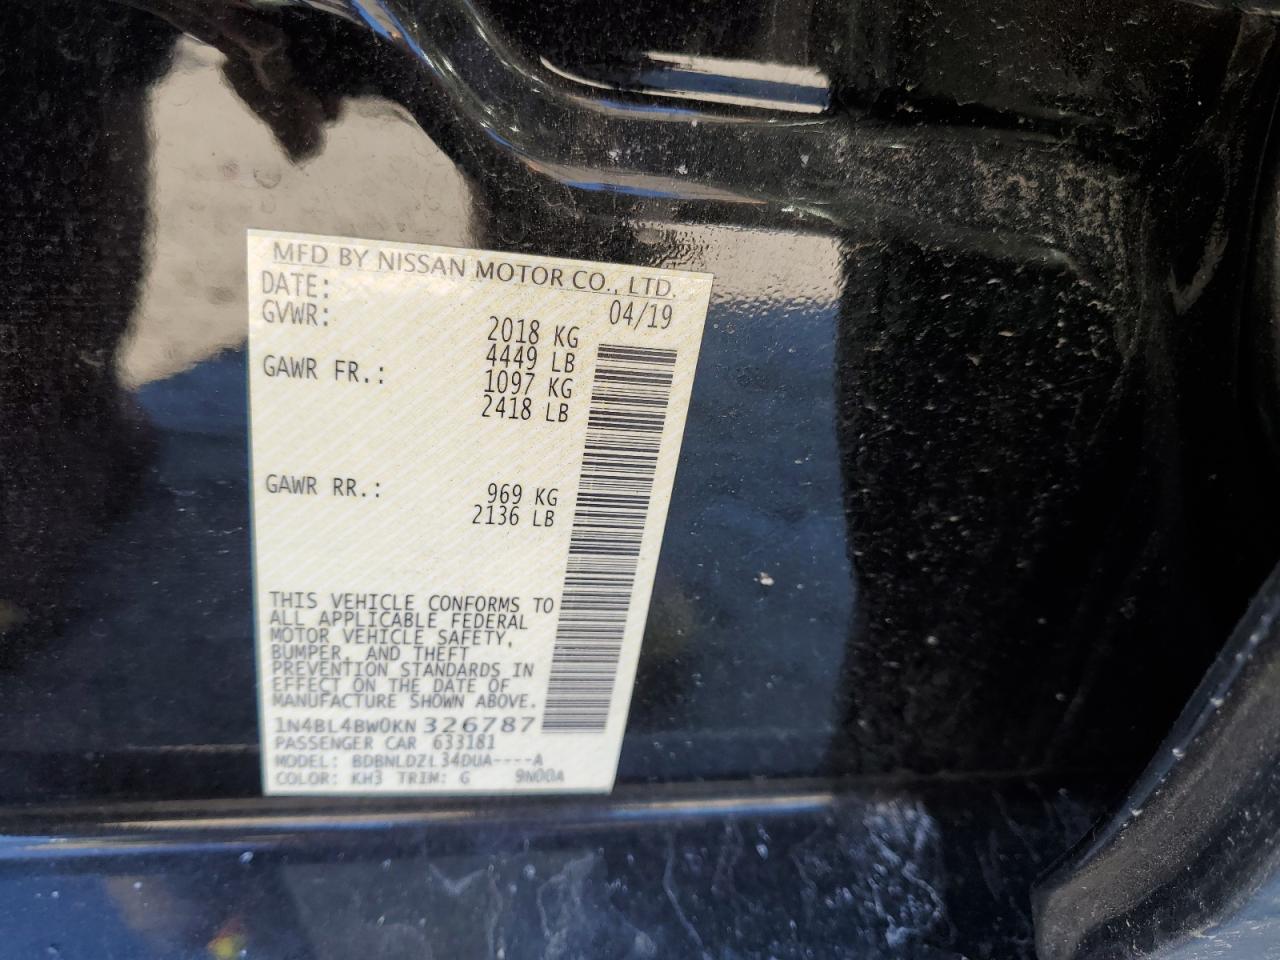 MFD BY NISSAN MOTOR CO., LTD.
DATE: 04/19
GVWR: 2018 KG
4449 LB
GAWR FR.: 1097 KG
2418 LB
GAWR RR.: 969 KG
2136 LB
THIS VEHICLE CONFORMS TO
ALL APPLICABLE FEDERAL
MOTOR VEHICLE SAFETY,
BUMPER, AND THEFT
PREVENTION STANDARDS IN
EFFECT ON THE DATE OF
MANUFACTURE SHOWN ABOVE.
1N4BL4BW0KN 326787
PASSENGER CAR 633181
MODEL: BDBNLDZL34DUA----A
COLOR: KH3 TRIM: G 9N00A